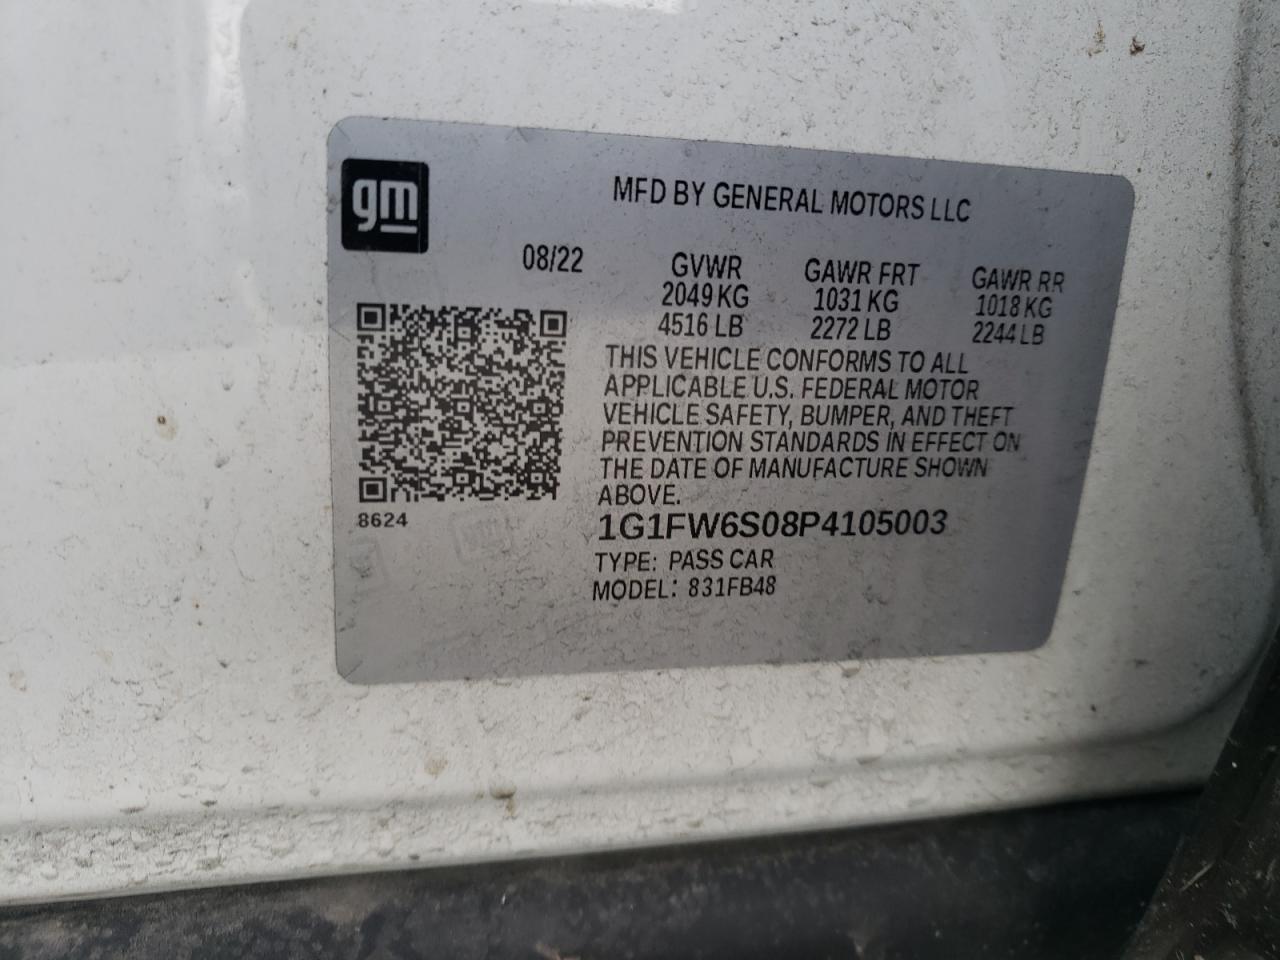 gm
MFD BY GENERAL MOTORS LLC
08/22
GVWR GAWR FRT GAWR RR
2049 KG 1031 KG 1018 KG
4516 LB 2272 LB 2244 LB
THIS VEHICLE CONFORMS TO ALL
APPLICABLE U.S. FEDERAL MOTOR
VEHICLE SAFETY, BUMPER, AND THEFT
PREVENTION STANDARDS IN EFFECT ON
THE DATE OF MANUFACTURE SHOWN
ABOVE.
8624
1G1FW6S08P4105003
TYPE: PASS CAR
MODEL: 831FB48